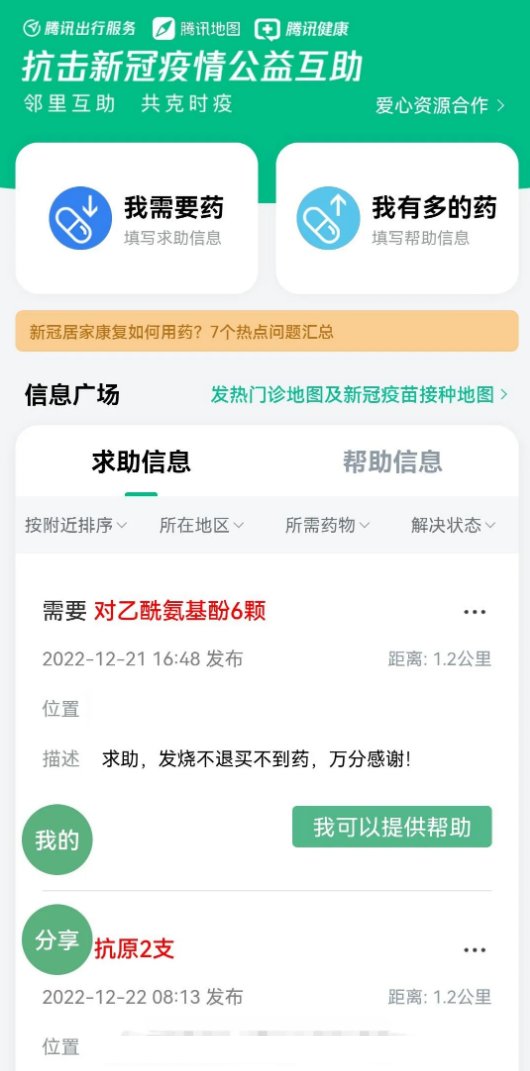 腾讯出行服务 腾讯地图 腾讯健康
抗击新冠疫情公益互助
邻里互助 共克时疫
爱心资源合作
我需要药
填写求助信息
我有多的药
填写帮助信息
新冠居家康复如何用药？7个热点问题汇总
信息广场
发热门诊地图及新冠疫苗接种地图
求助信息 帮助信息
按附近排序 所在地区 所需药物 解决状态
需要 对乙酰氨基酚6颗
2022-12-21 16:48 发布 距离: 1.2公里
位置
描述 求助，发烧不退买不到药，万分感谢！
我的
我可以提供帮助
分享
抗原2支
2022-12-22 08:13 发布 距离: 1.2公里
位置